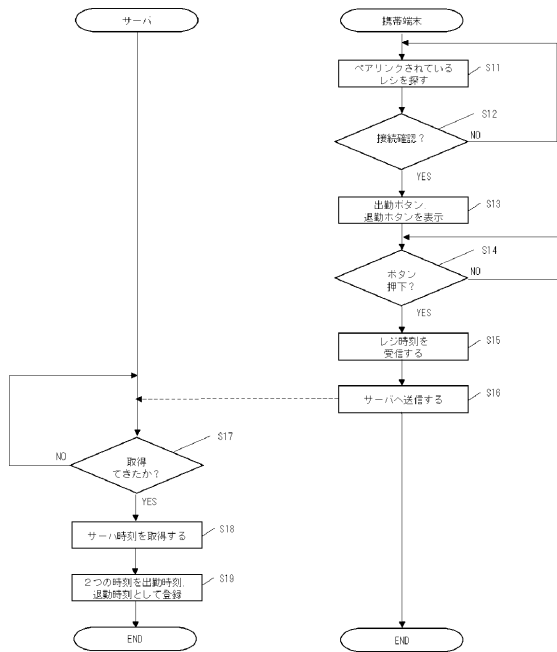 サーバ
携帯端末
ペアリンクされている
レジを探す
S11
接続確認？
S12
NO
YES
出勤ボタン，
退勤ボタンを表示
S13
ボタン
押下？
S14
NO
YES
レジ時刻を
受信する
S15
サーバへ送信する
S16
取得
できたか？
S17
NO
YES
サーバ時刻を取得する
S18
２つの時刻を出勤時刻，
退勤時刻として登録
S19
END
END